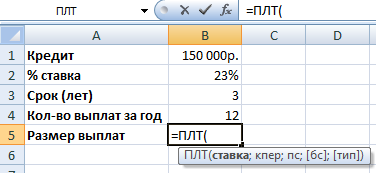 ПЛТ =ПЛТ(
A B C D
1 Кредит 150 000р.
2 % ставка 23%
3 Срок (лет) 3
4 Кол-во выплат за год 12
5 Размер выплат =ПЛТ(
6 ПЛТ(ставка; кпер; пс; [бс]; [тип])